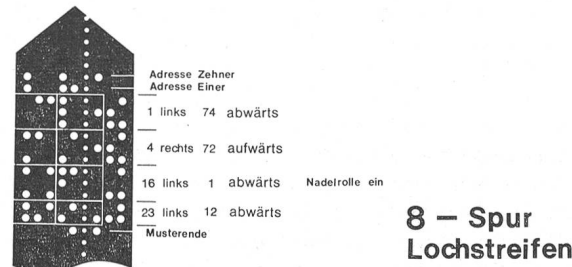 Adresse Zehner
Adresse Einer
1 links 74 abwärts
4 rechts 72 aufwärts
16 links 1 abwärts Nadelrolle ein
23 links 12 abwärts
Musterende
8 — Spur
Lochstreifen